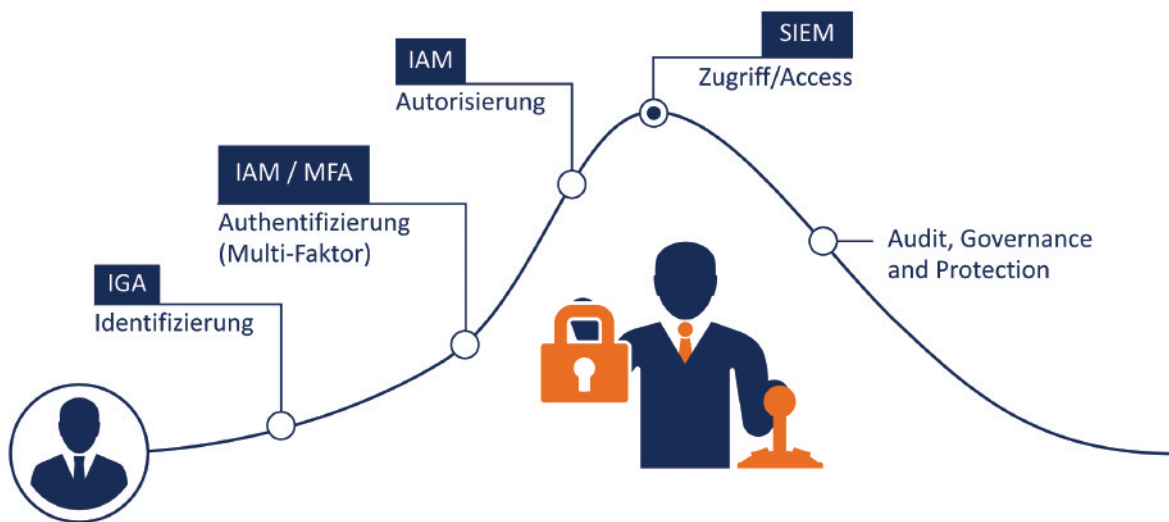 SIEM
Zugriff/Access
IAM
Autorisierung
IAM / MFA
Authentifizierung
(Multi-Faktor)
IGA
Identifizierung
Audit, Governance
and Protection